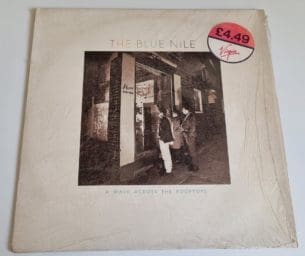 THE BLUE NILE
£4.49
Virgin
A WALK ACROSS THE ROOFTOPS